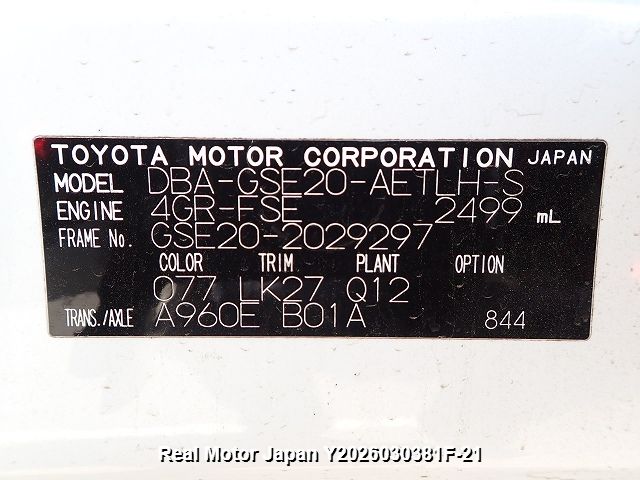 TOYOTA MOTOR CORPORATION JAPAN
MODEL DBA-GSE20-AETLH-S
ENGINE 4GR-FSE 2499 mL
FRAME No. GSE20-2029297
COLOR TRIM PLANT OPTION
077 LK27 Q12
TRANS./AXLE A960E B01A 844
Real Motor Japan Y2026030381F-21